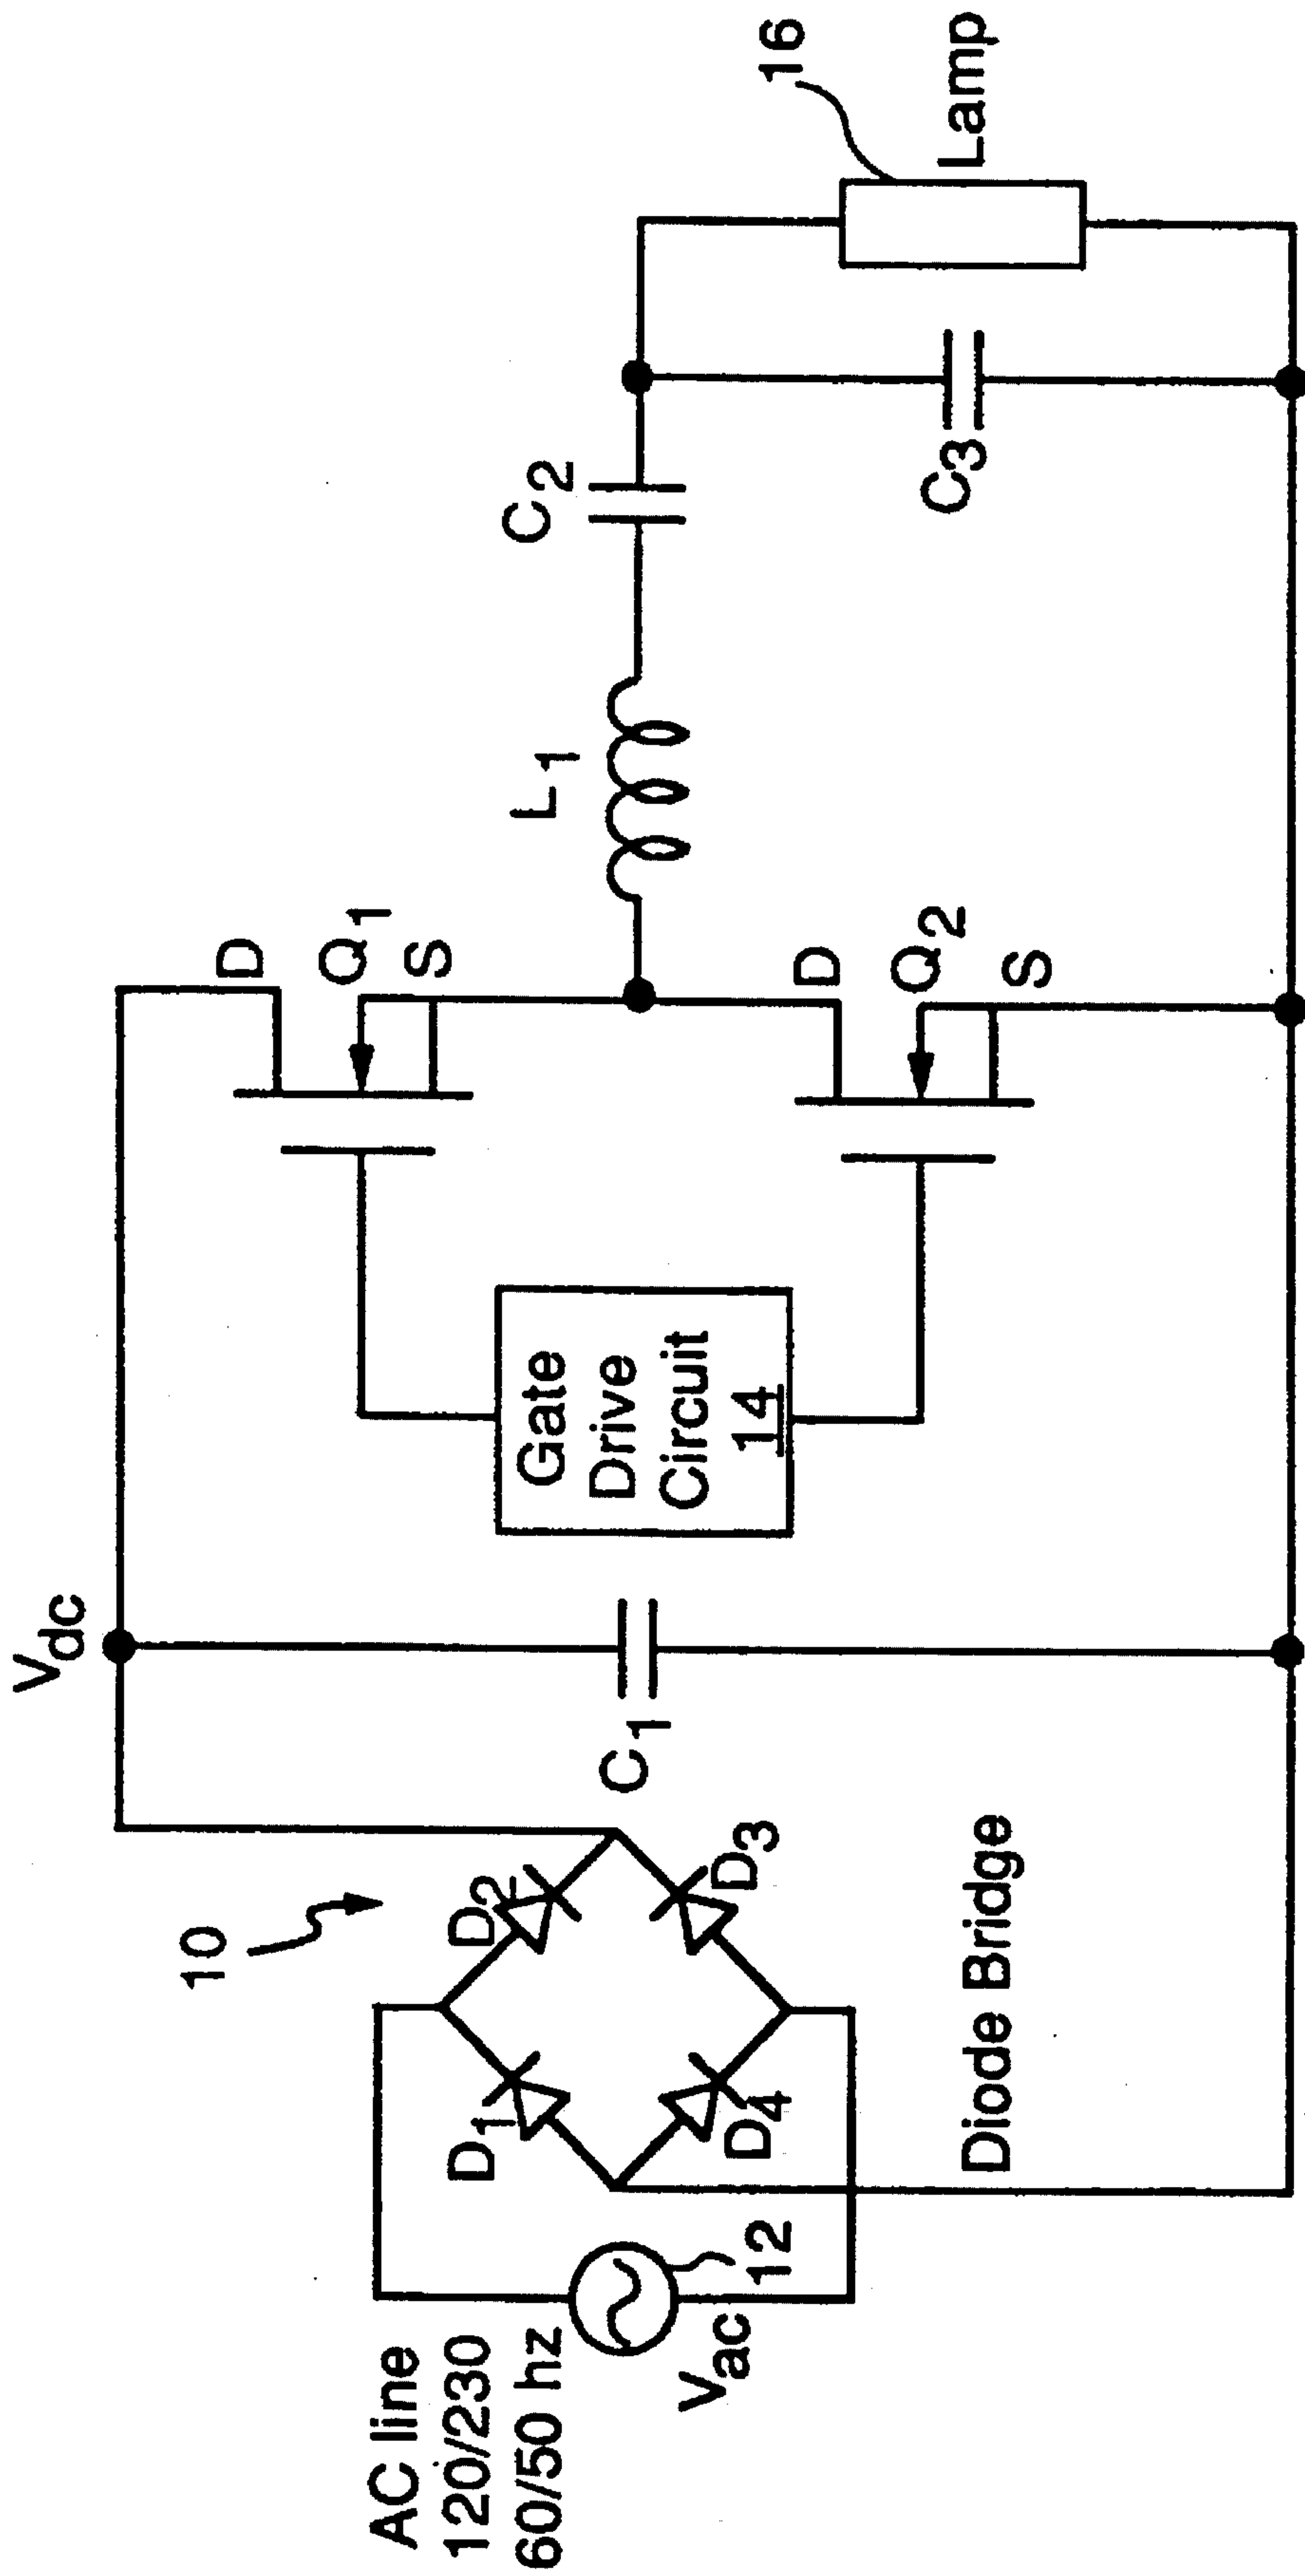 AC line
120/230
60/50 hz
Vac
12
10
D1
D2
D3
D4
Diode Bridge
Vdc
C1
Gate
Drive
Circuit
14
D
Q1
S
D
Q2
S
L1
C2
C3
16
Lamp